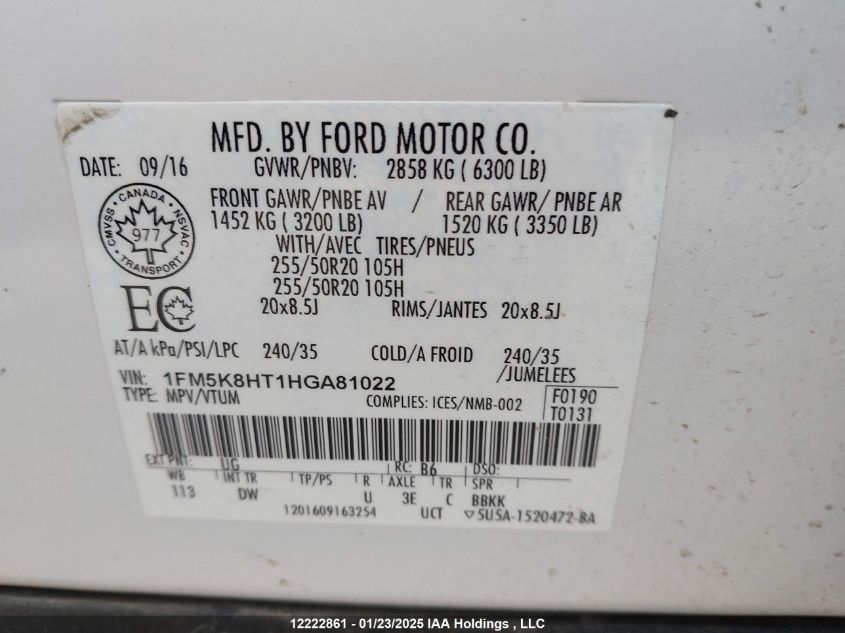 MFD. BY FORD MOTOR CO.
DATE: 09/16 GVWR/PNBV: 2858 KG ( 6300 LB)
FRONT GAWR/PNBE AV / REAR GAWR/ PNBE AR
1452 KG ( 3200 LB) 1520 KG ( 3350 LB)
WITH/AVEC TIRES/PNEUS
CANADA
CMVSS 977 NSVAC
TRANSPORT
255/50R20 105H
255/50R20 105H
EC
20x8.5J RIMS/JANTES 20x8.5J
AT/A kPa/PSI/LPC 240/35 COLD/A FROID 240/35
VIN: 1FM5K8HT1HGA81022 /JUMELEES
TYPE: MPV/VTUM COMPLIES: ICES/NMB-002 F0190
T0131
EXT PNT: UG RC: B6 DSO:
WB INT TR TP/PS R AXLE TR SPR
113 DW U 3E C BBKK
1201609163254 UCT ▽5U5A-1520472-BA
12222861 - 01/23/2025 IAA Holdings , LLC